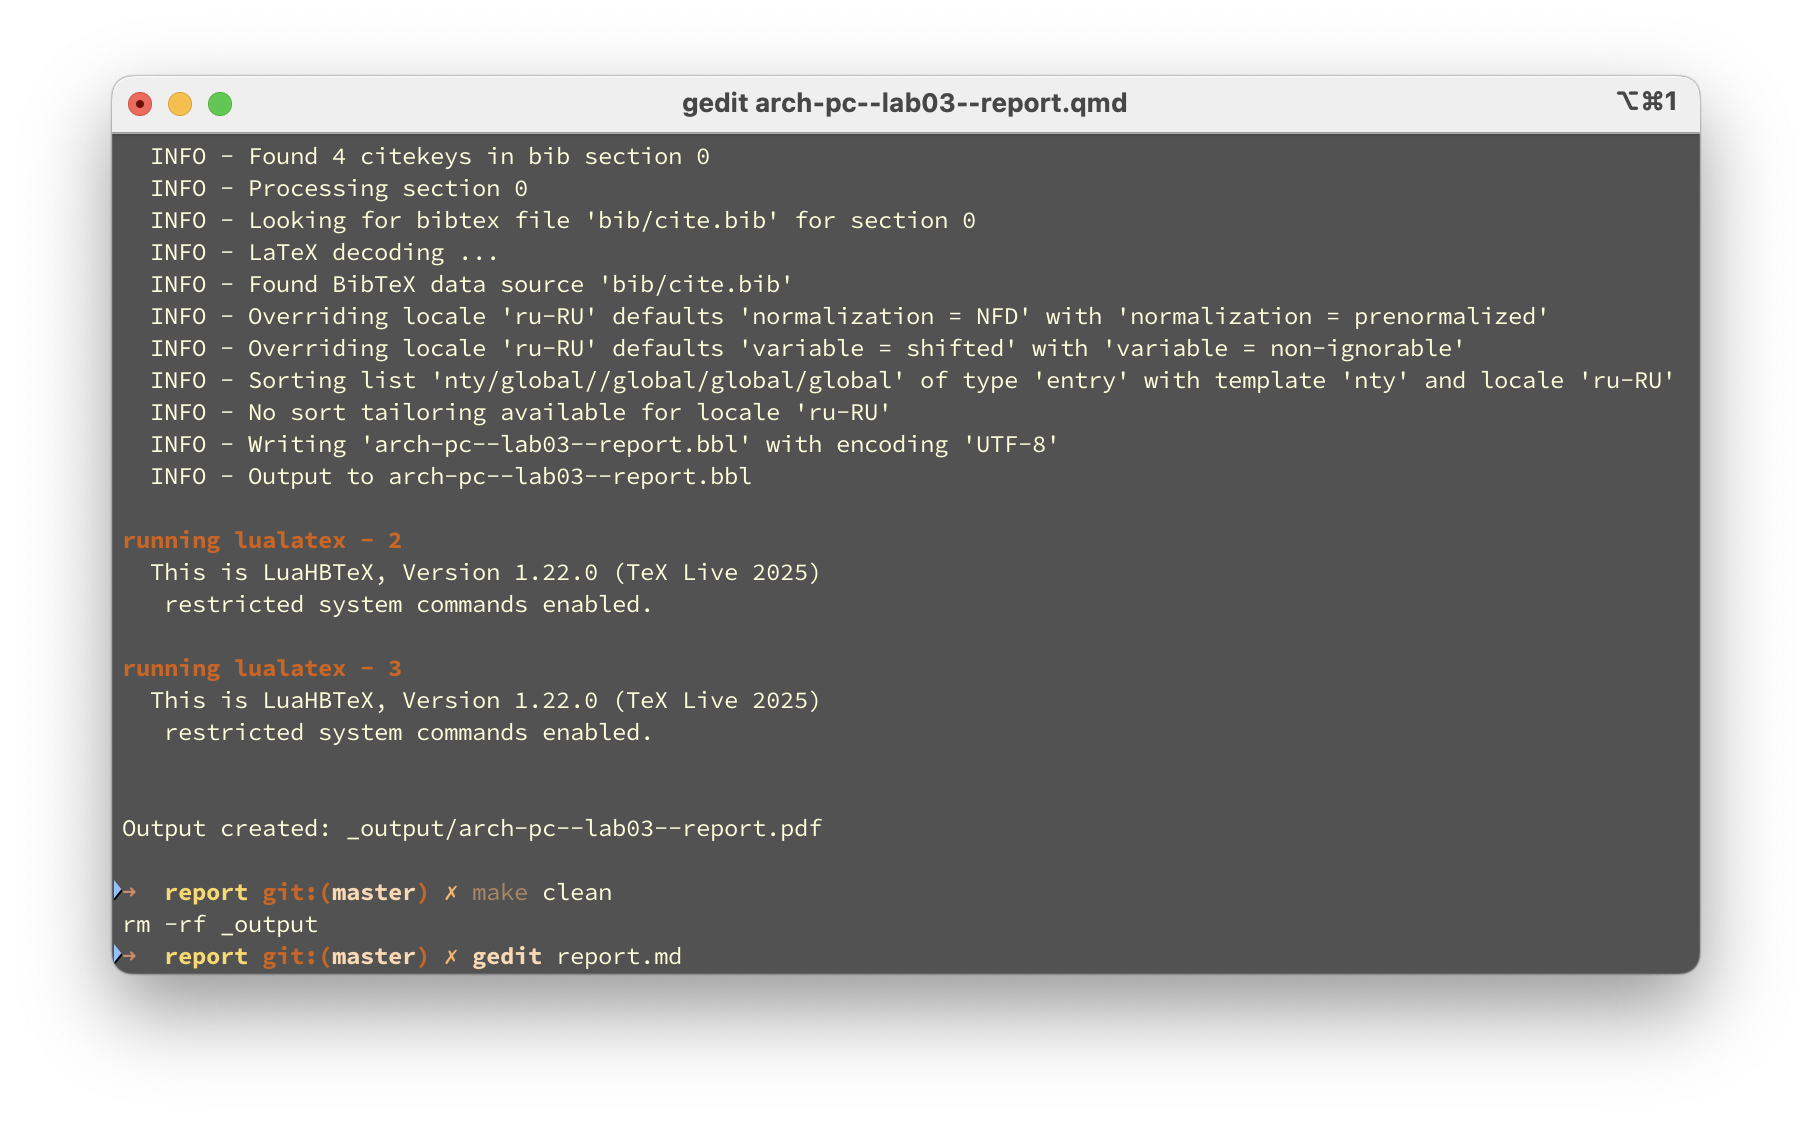 gedit arch-pc--lab03--report.qmd
⌥⌘1
INFO - Found 4 citekeys in bib section 0
INFO - Processing section 0
INFO - Looking for bibtex file 'bib/cite.bib' for section 0
INFO - LaTeX decoding ...
INFO - Found BibTeX data source 'bib/cite.bib'
INFO - Overriding locale 'ru-RU' defaults 'normalization = NFD' with 'normalization = prenormalized'
INFO - Overriding locale 'ru-RU' defaults 'variable = shifted' with 'variable = non-ignorable'
INFO - Sorting list 'nty/global//global/global/global' of type 'entry' with template 'nty' and locale 'ru-RU'
INFO - No sort tailoring available for locale 'ru-RU'
INFO - Writing 'arch-pc--lab03--report.bbl' with encoding 'UTF-8'
INFO - Output to arch-pc--lab03--report.bbl
running lualatex - 2
This is LuaHBTeX, Version 1.22.0 (TeX Live 2025)
restricted system commands enabled.
running lualatex - 3
This is LuaHBTeX, Version 1.22.0 (TeX Live 2025)
restricted system commands enabled.
Output created: _output/arch-pc--lab03--report.pdf
→ report git:(master) ✗ make clean
rm -rf _output
→ report git:(master) ✗ gedit report.md